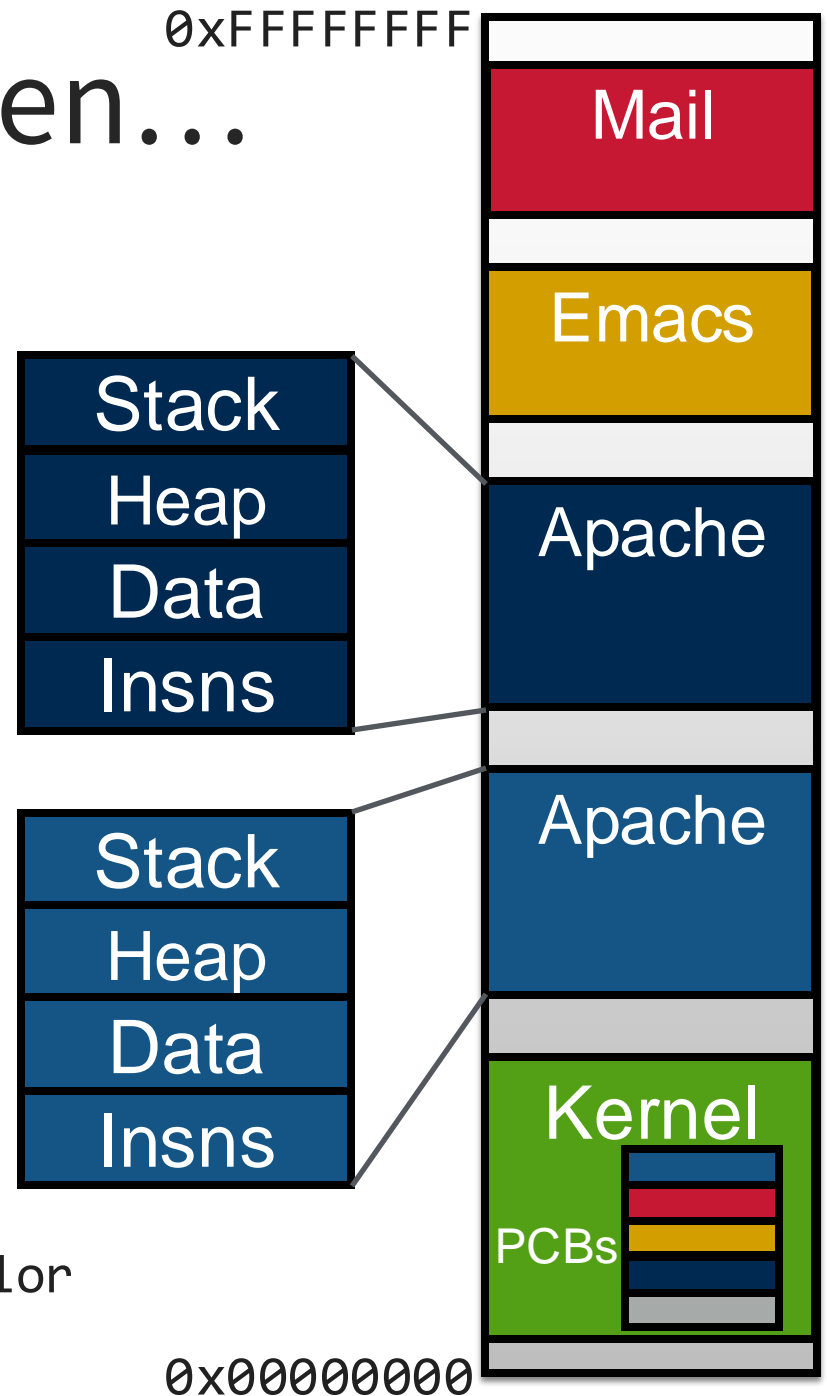 0xFFFFFFFF
en...
Mail
Emacs
Stack
Heap
Data
Insns
Apache
Stack
Heap
Data
Insns
Apache
Kernel
PCBs
lor
0x00000000